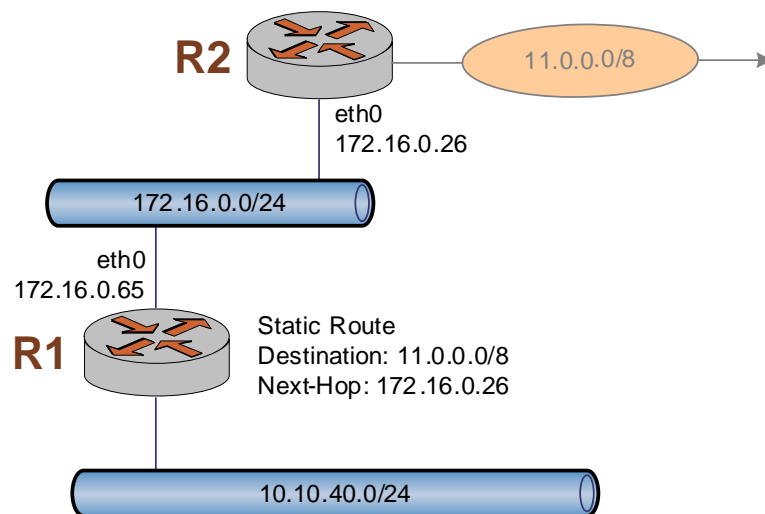 R2
11.0.0.0/8
eth0
172.16.0.26
172.16.0.0/24
eth0
172.16.0.65
R1
Static Route
Destination: 11.0.0.0/8
Next-Hop: 172.16.0.26
10.10.40.0/24